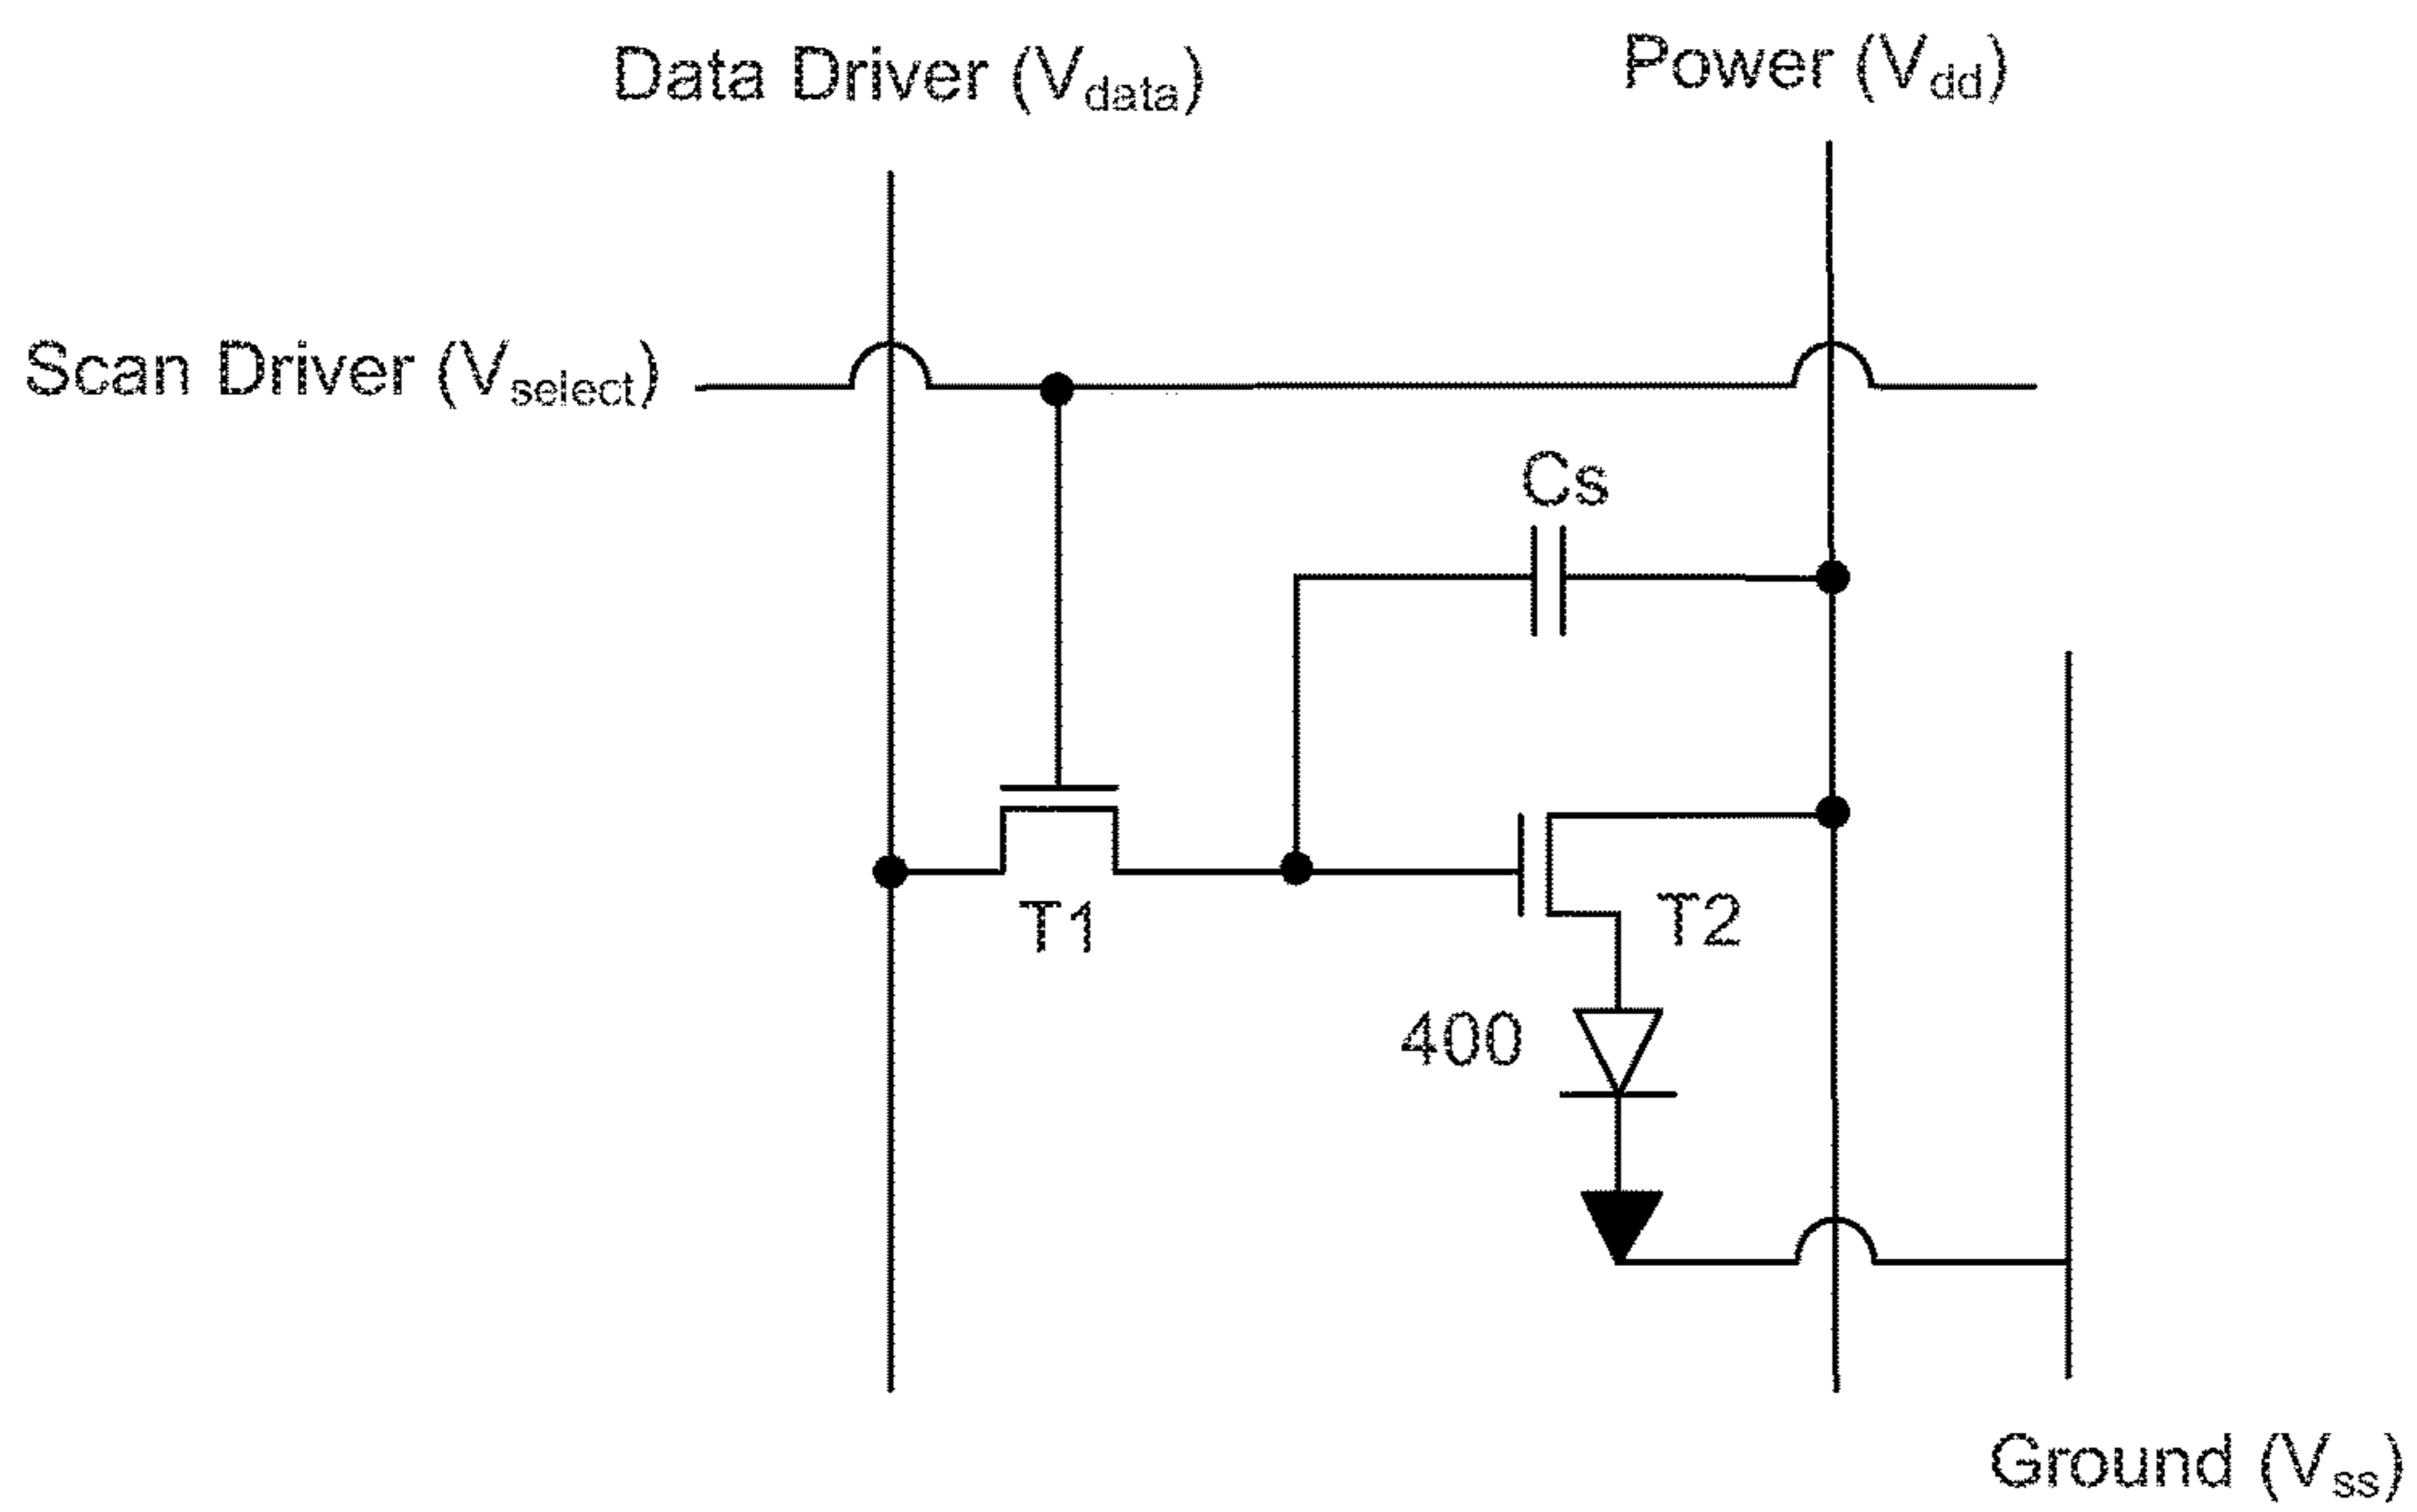 Power (Vdd)
Data Driver (Vdata)
Scan Driver (Vselect)
Cs
T1
T2
400
Ground (Vss)